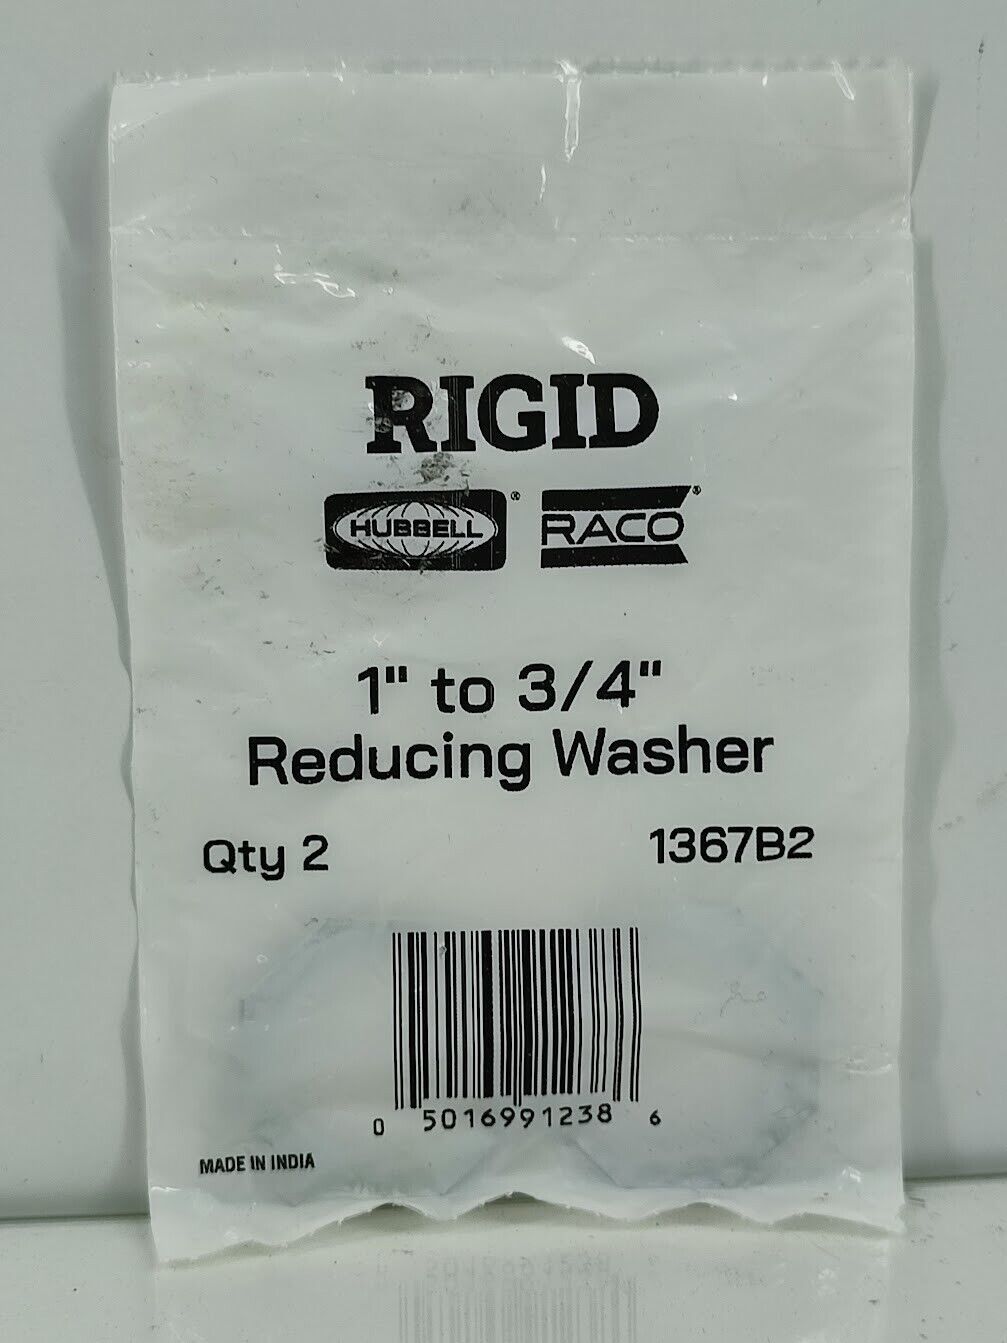 RIGID
HUBBELL® RACO®
1" to 3/4"
Reducing Washer
Qty 2 1367B2
0 5016991238 6
MADE IN INDIA